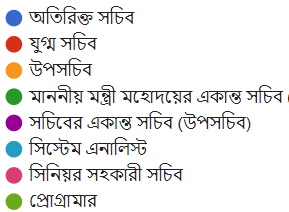 অতিরিক্ত সচিব
যুগ্ম সচিব
উপসচিব
মাননীয় মন্ত্রী মহোদয়ের একান্ত সচিব (
সচিবের একান্ত সচিব (উপসচিব)
সিস্টেম এনালিস্ট
সিনিয়র সহকারী সচিব
প্রোগ্রামার